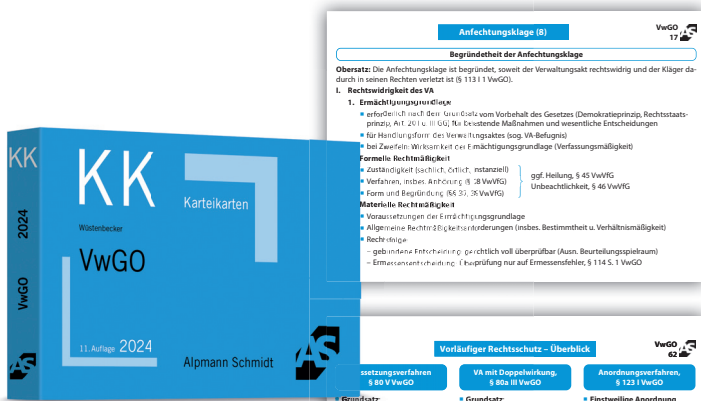 KK
2024
VwGO
KK
Karteikarten
Wüstenbecker
VwGO
11. Auflage 2024
Alpmann Schmidt
AS
Anfechtungsklage (B)
VwGO
17
AS
Begründetheit der Anfechtungsklage
Obersatz: Die Anfechtungsklage ist begründet, soweit der Verwaltungsakt rechtswidrig und der Kläger da-
durch in seinen Rechten verletzt ist (§ 113 I 1 VwGO).
I. Rechtswidrigkeit des VA
1. Ermächtigungsgrundlage
erforderlich nach dem Grundsatz vom Vorbehalt des Gesetzes (Demokratieprinzip, Rechtsstaats-
prinzip, Art. 20 I u. III GG) für belastende Maßnahmen und wesentliche Entscheidungen
für Handlungsform des Verwaltungsaktes (sog. VA-Befugnis)
bei Zweifeln: Wirksamkeit der Ermächtigungsgrundlage (Verfassungsmäßigkeit)
Formelle Rechtmäßigkeit
Zuständigkeit (sachlich, örtlich, instanziell)
Verfahren, insbes. Anhörung (§ 28 VwVfG)
Form und Begründung (§§ 37, 39 VwVfG)
ggf. Heilung, § 45 VwVfG
Unbeachtlichkeit, § 46 VwVfG
Materielle Rechtmäßigkeit
Voraussetzungen der Ermächtigungsgrundlage
Allgemeine Rechtmäßigkeitsanforderungen (insbes. Bestimmtheit u. Verhältnismäßigkeit)
Rechtsfolge
– gebundene Entscheidung: gerichtlich voll überprüfbar (Ausn. Beurteilungsspielraum)
– Ermessensentscheidung: Überprüfung nur auf Ermessensfehler, § 114 S. 1 VwGO
Vorläufiger Rechtsschutz – Überblick
VwGO
62
AS
ssetzungsverfahren
§ 80 V VwGO
VA mit Doppelwirkung,
§ 80a III VwGO
Anordnungsverfahren,
§ 123 I VwGO
Grundsatz:
Grundsatz:
Einstweilige Anordnung